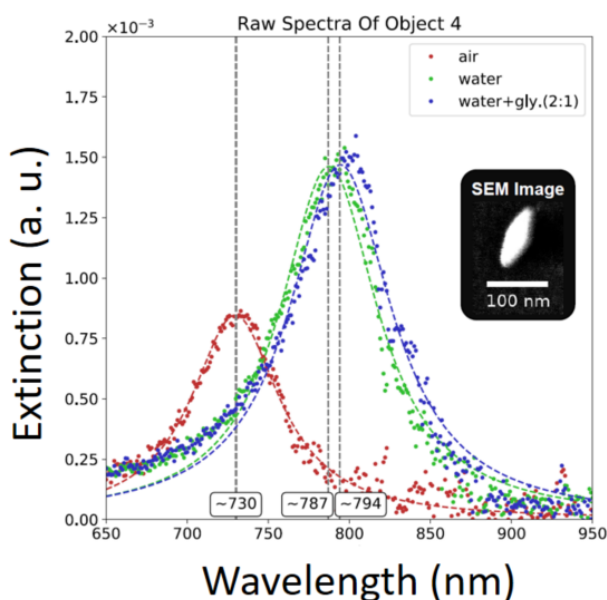 Raw Spectra Of Object 4
×10⁻³
2.00
1.75
1.50
1.25
1.00
0.75
0.50
0.25
0.00
Extinction (a. u.)
air
water
water+gly.(2:1)
SEM Image
100 nm
~730
~787
~794
650
700
750
800
850
900
950
Wavelength (nm)